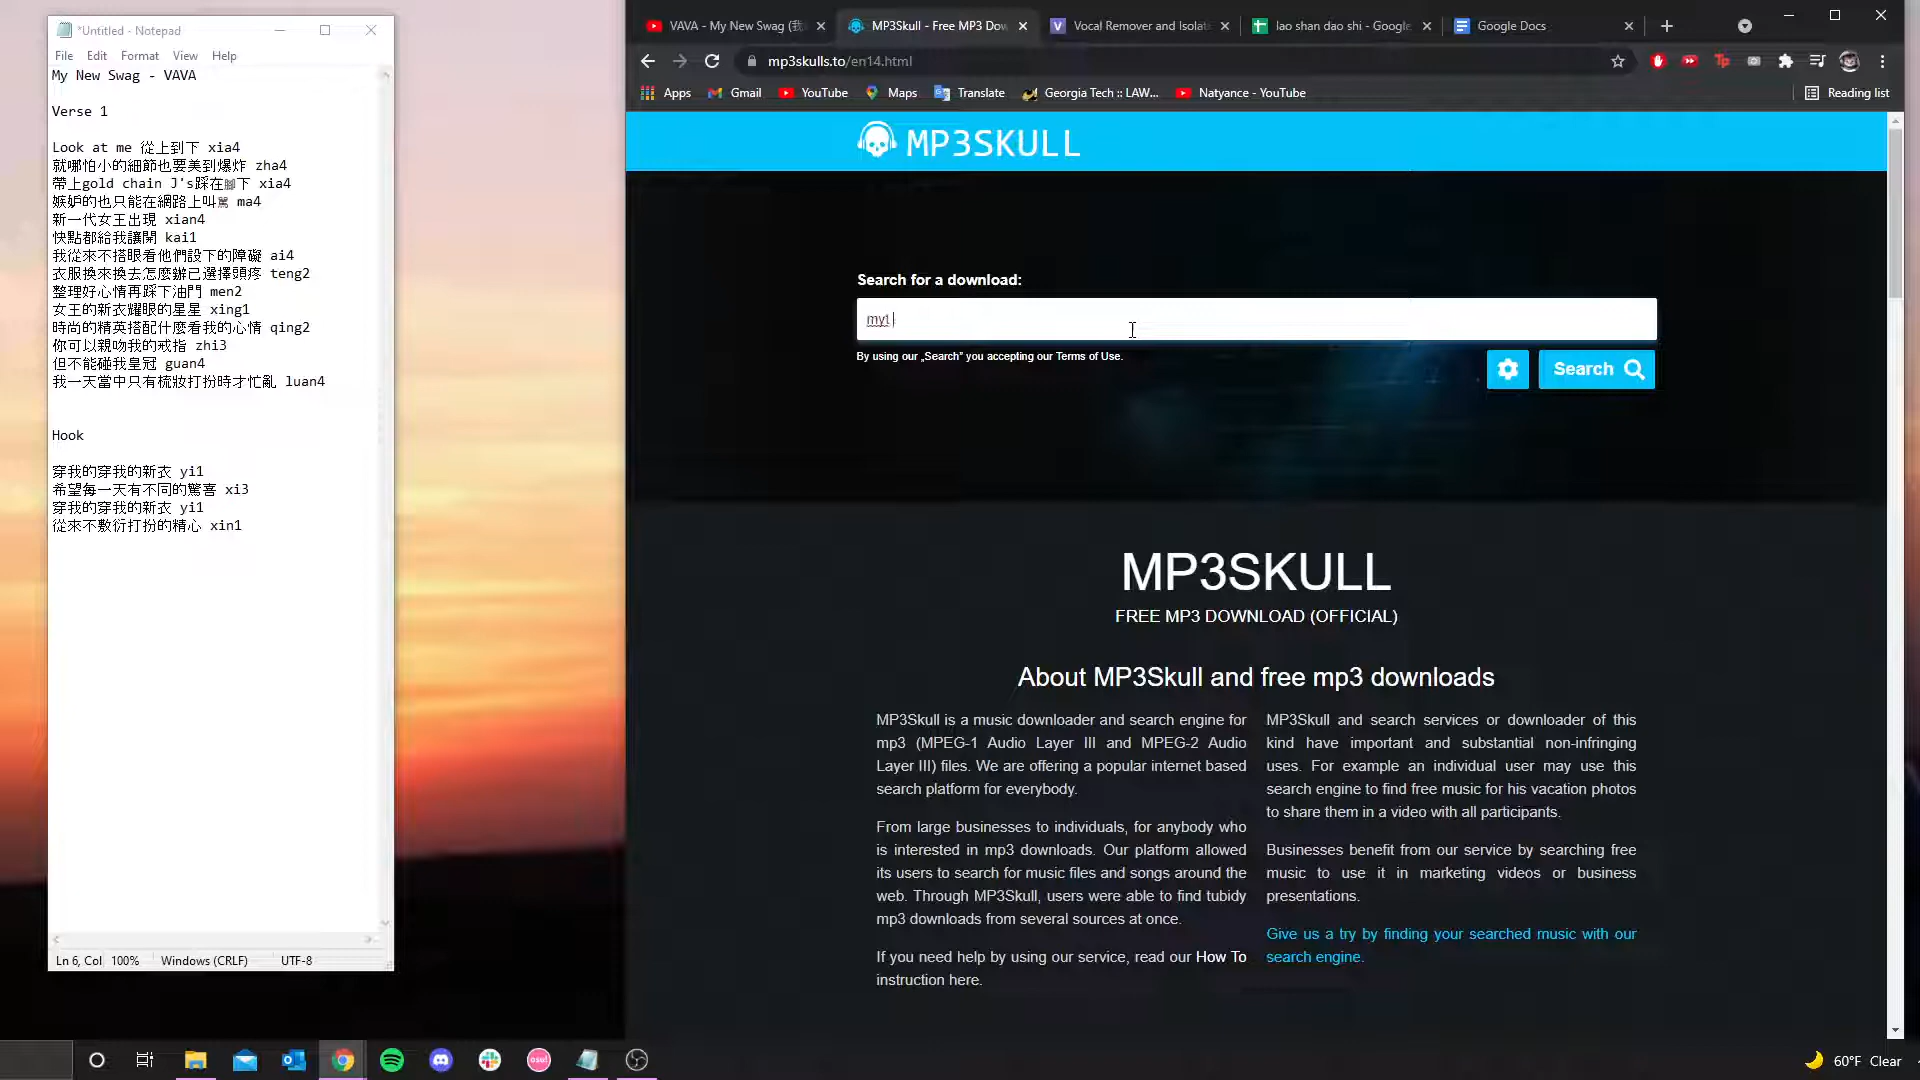 *Untitled - Notepad
File Edit Format View Help
My New Swag - VAVA
Verse 1
Look at me 從上到下 xia4
就哪怕小的細節也要美到爆炸 zha4
帶上gold chain J's踩在腳下 xia4
嫉妒的也只能在網路上叫罵 ma4
新一代女王出現 xian4
快點都給我讓開 kai1
我從來不搭眼看他們設下的障礙 ai4
衣服換來換去怎麼辦已選擇頭疼 teng2
整理好心情再踩下油門 men2
女王的新衣耀眼的星星 xing1
時尚的精英搭配什麼看我的心情 qing2
你可以親吻我的戒指 zhi3
但不能碰我皇冠 guan4
我一天當中只有梳妝打扮時才忙亂 luan4
Hook
穿我的穿我的新衣 yi1
希望每一天有不同的驚喜 xi3
穿我的穿我的新衣 yi1
從來不敷衍打扮的精心 xin1
Ln 6, Col 100% Windows (CRLF) UTF-8
VAVA - My New Swag (我
MP3Skull - Free MP3 Dow
Vocal Remover and Isolat
lao shan dao shi - Google
Google Docs
mp3skulls.to/en14.html
Apps Gmail YouTube Maps Translate Georgia Tech :: LAW... Natyance - YouTube Reading list
MP3SKULL
Search for a download:
By using our „Search” you accepting our Terms of Use.
Search
MP3SKULL
FREE MP3 DOWNLOAD (OFFICIAL)
About MP3Skull and free mp3 downloads
MP3Skull is a music downloader and search engine for
mp3 (MPEG-1 Audio Layer III and MPEG-2 Audio
Layer III) files. We are offering a popular internet based
search platform for everybody.
From large businesses to individuals, for anybody who
is interested in mp3 downloads. Our platform allowed
its users to search for music files and songs around the
web. Through MP3Skull, users were able to find tubidy
mp3 downloads from several sources at once.
If you need help by using our service, read our How To
instruction here.
MP3Skull and search services or downloader of this
kind have important and substantial non-infringing
uses. For example an individual user may use this
search engine to find free music for his vacation photos
to share them in a video with all participants.
Businesses benefit from our service by searching free
music to use it in marketing videos or business
presentations.
Give us a try by finding your searched music with our
search engine.
osu!
60°F Clear